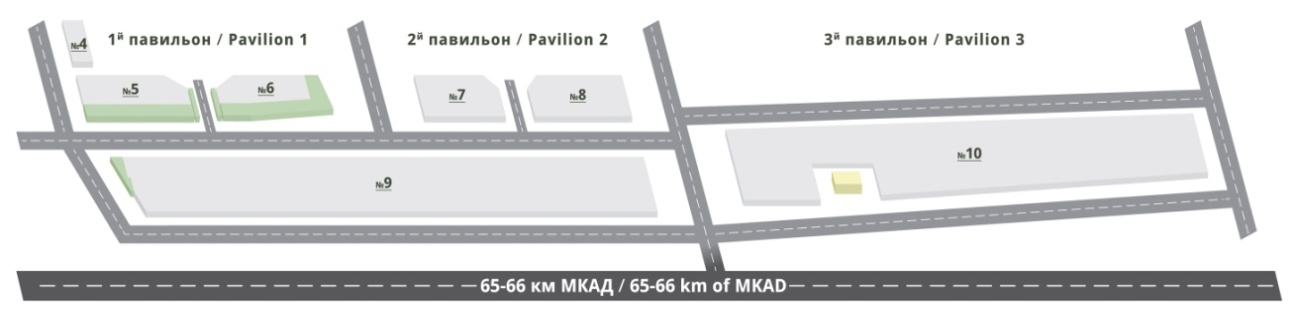 1й павильон / Pavilion 1
2й павильон / Pavilion 2
3й павильон / Pavilion 3
№4
№5
№6
№7
№8
№9
№10
65-66 км МКАД / 65-66 km of MKAD